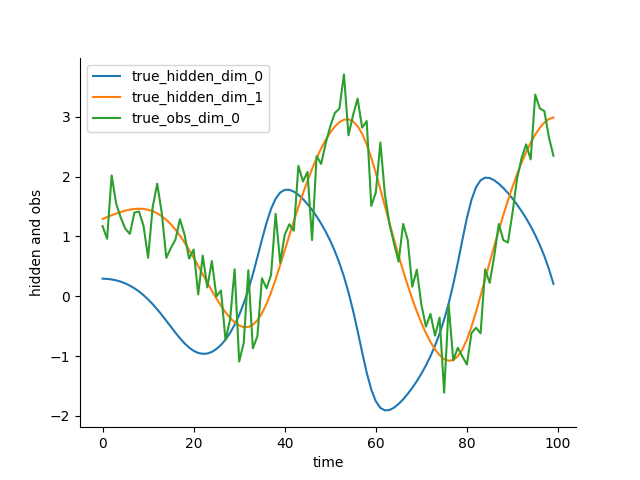 true_hidden_dim_0
true_hidden_dim_1
true_obs_dim_0
hidden and obs
3
2
1
0
−1
−2
0 20 40 60 80 100
time